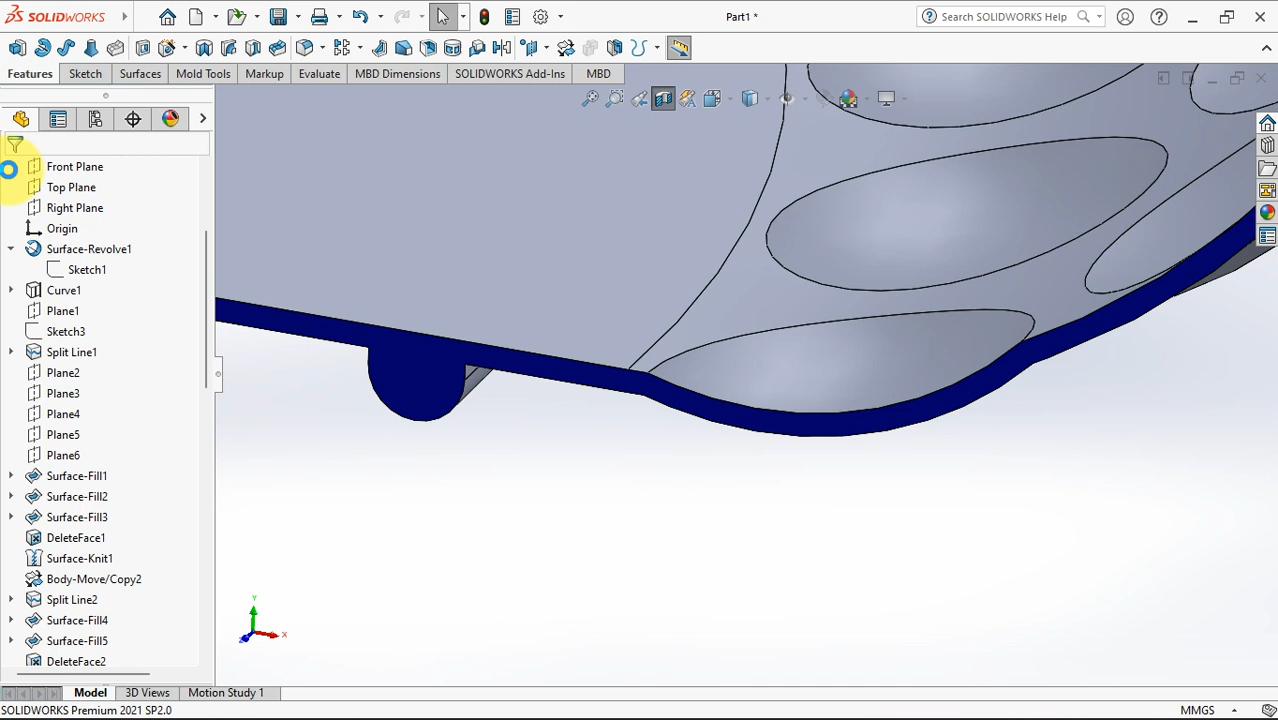 SOLIDWORKS
Part1 *
Search SOLIDWORKS Help
Features
Sketch
Surfaces
Mold Tools
Markup
Evaluate
MBD Dimensions
SOLIDWORKS Add-Ins
MBD
Front Plane
Top Plane
Right Plane
Origin
Surface-Revolve1
Sketch1
Curve1
Plane1
Sketch3
Split Line1
Plane2
Plane3
Plane4
Plane5
Plane6
Surface-Fill1
Surface-Fill2
Surface-Fill3
DeleteFace1
Surface-Knit1
Body-Move/Copy2
Split Line2
Surface-Fill4
Surface-Fill5
DeleteFace2
Y
X
Z
Model
3D Views
Motion Study 1
SOLIDWORKS Premium 2021 SP2.0
MMGS